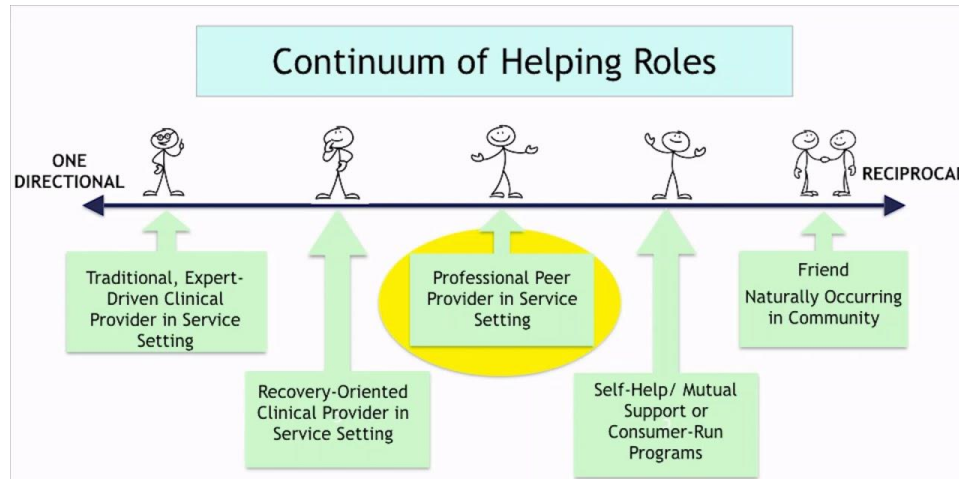 Continuum of Helping Roles
ONE
DIRECTIONAL
RECIPROCAL
Traditional, Expert-
Driven Clinical
Provider in Service
Setting
Recovery-Oriented
Clinical Provider in
Service Setting
Professional Peer
Provider in Service
Setting
Self-Help/ Mutual
Support or
Consumer-Run
Programs
Friend
Naturally Occurring
in Community